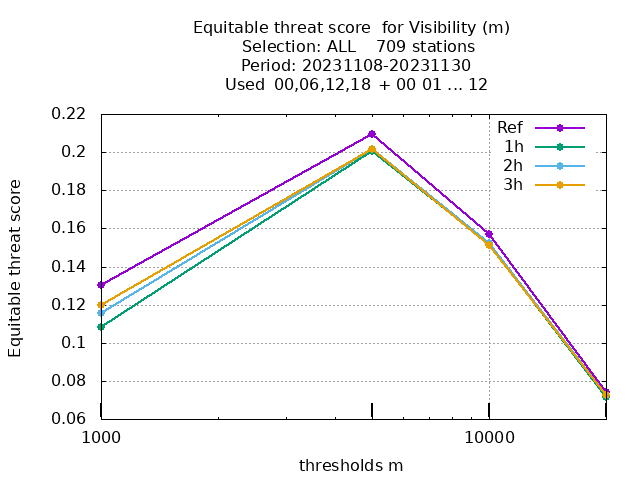 Equitable threat score  for Visibility (m)
Selection: ALL    709 stations
Period: 20231108-20231130
Used  00,06,12,18  + 00 01 ... 12
Equitable threat score
0.22
0.2
0.18
0.16
0.14
0.12
0.1
0.08
0.06
Ref
1h
2h
3h
1000
10000
thresholds m